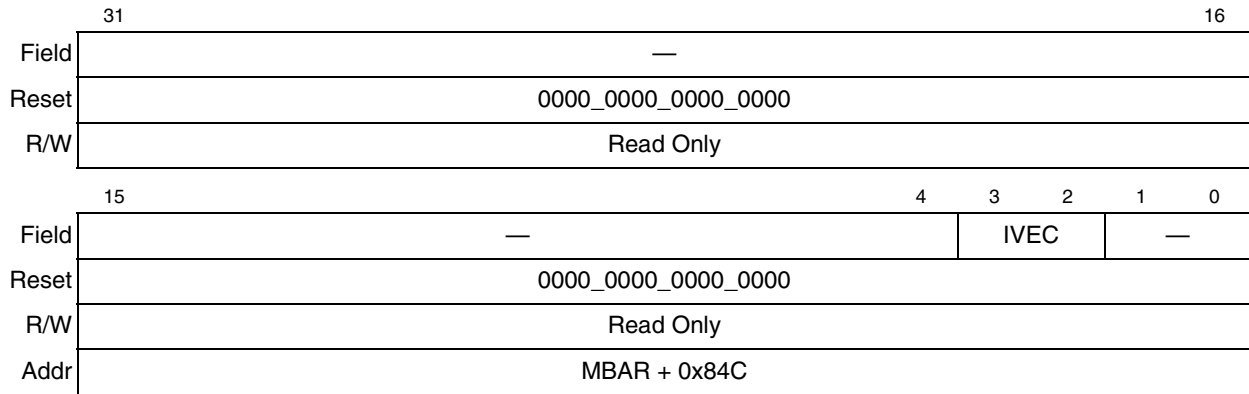 31 16
Field —
Reset 0000_0000_0000_0000
R/W Read Only
15 4 3 2 1 0
Field — IVEC —
Reset 0000_0000_0000_0000
R/W Read Only
Addr MBAR + 0x84C